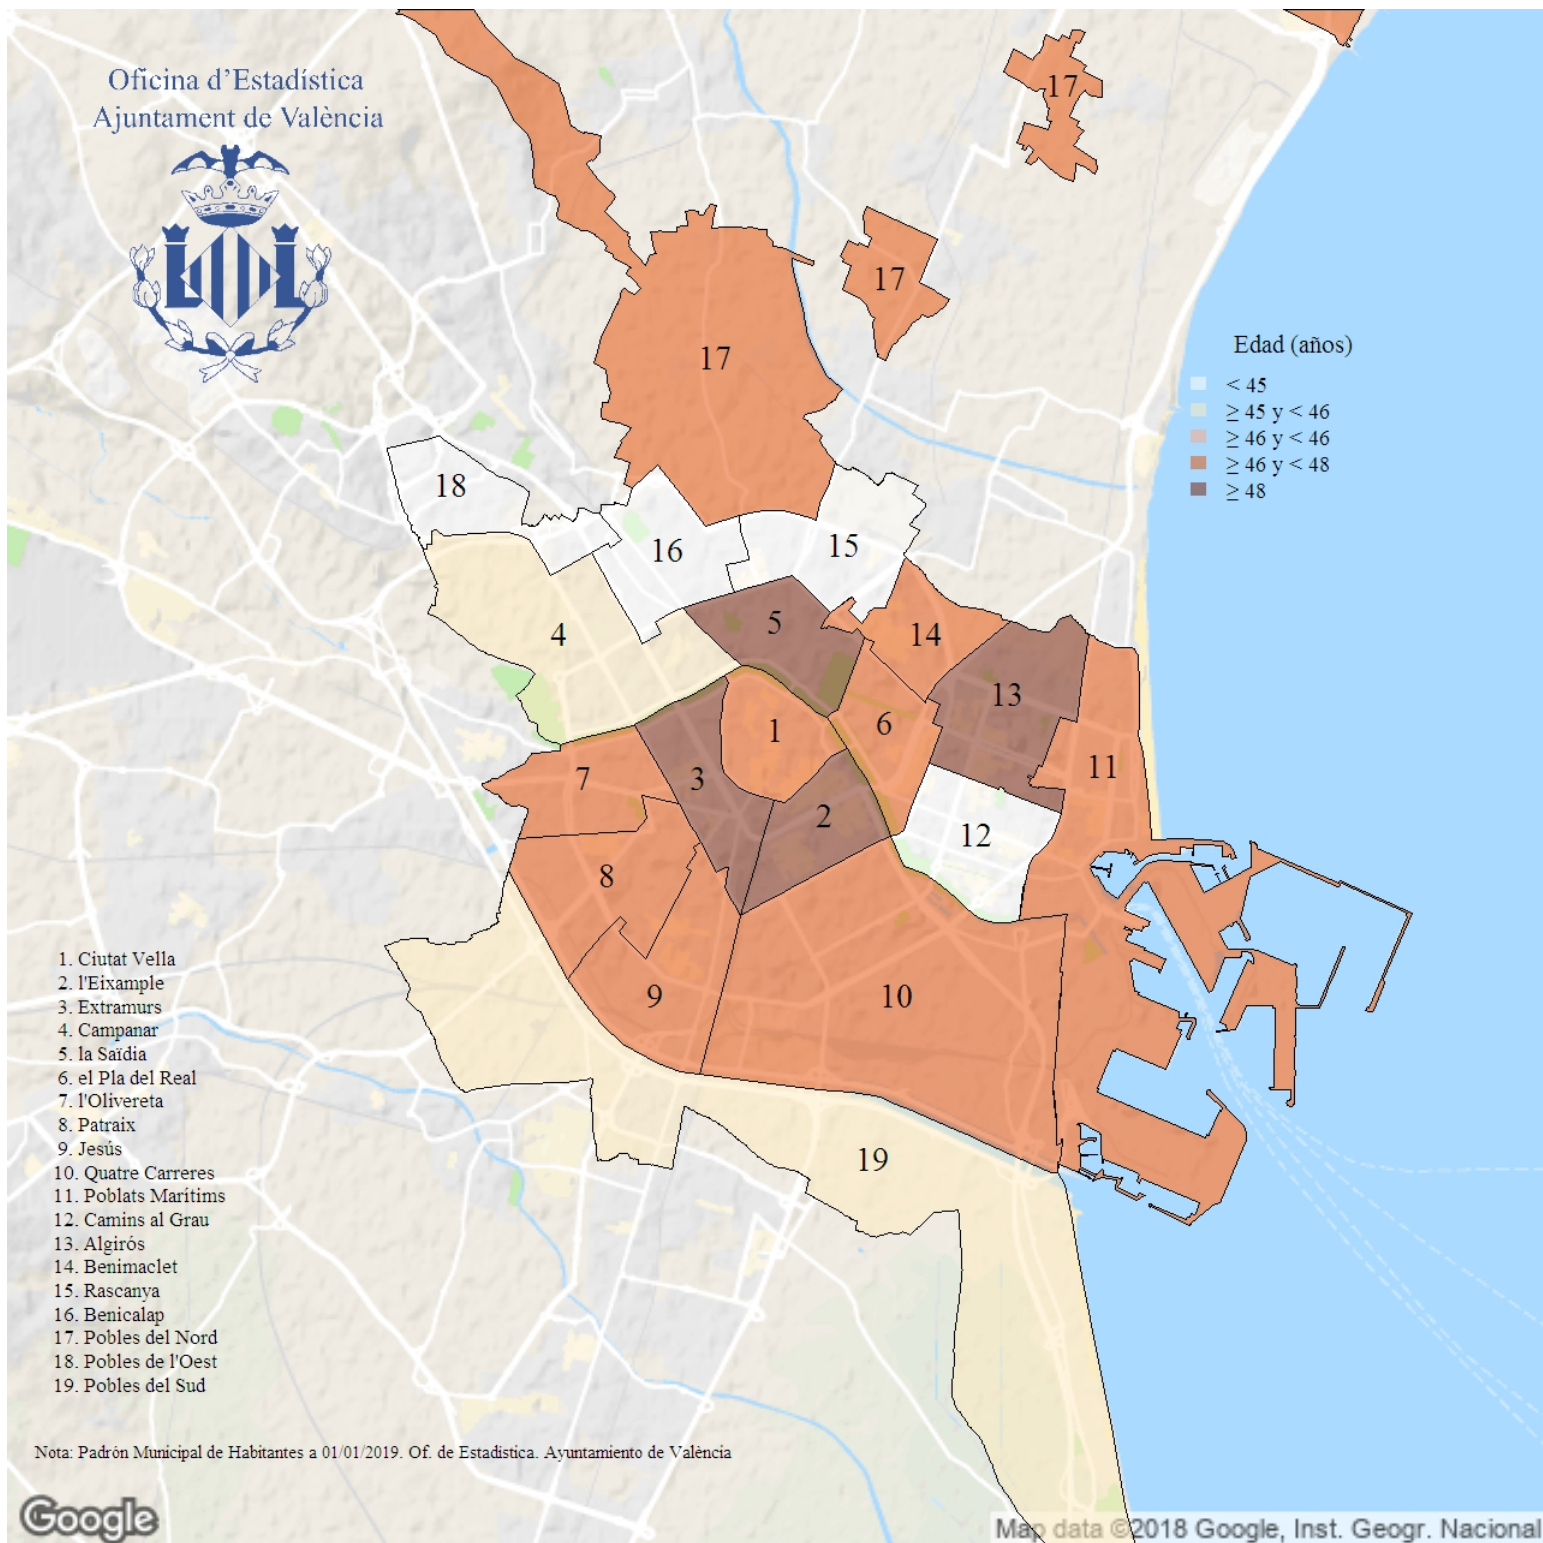 Oficina d'Estadística
Ajuntament de València
17
17
17
Edad (años)
< 45
≥ 45 y < 46
≥ 46 y < 46
≥ 46 y < 48
≥ 48
18
16
15
5
4
14
13
1
6
11
7
3
2
12
8
9
10
19
1. Ciutat Vella
2. l'Eixample
3. Extramurs
4. Campanar
5. la Saïdia
6. el Pla del Real
7. l'Olivereta
8. Patraix
9. Jesús
10. Quatre Carreres
11. Poblats Marítims
12. Camins al Grau
13. Algirós
14. Benimaclet
15. Rascanya
16. Benicalap
17. Pobles del Nord
18. Pobles de l'Oest
19. Pobles del Sud
Nota: Padrón Municipal de Habitantes a 01/01/2019. Of. de Estadística. Ayuntamiento de València
Google
Map data ©2018 Google, Inst. Geogr. Nacional